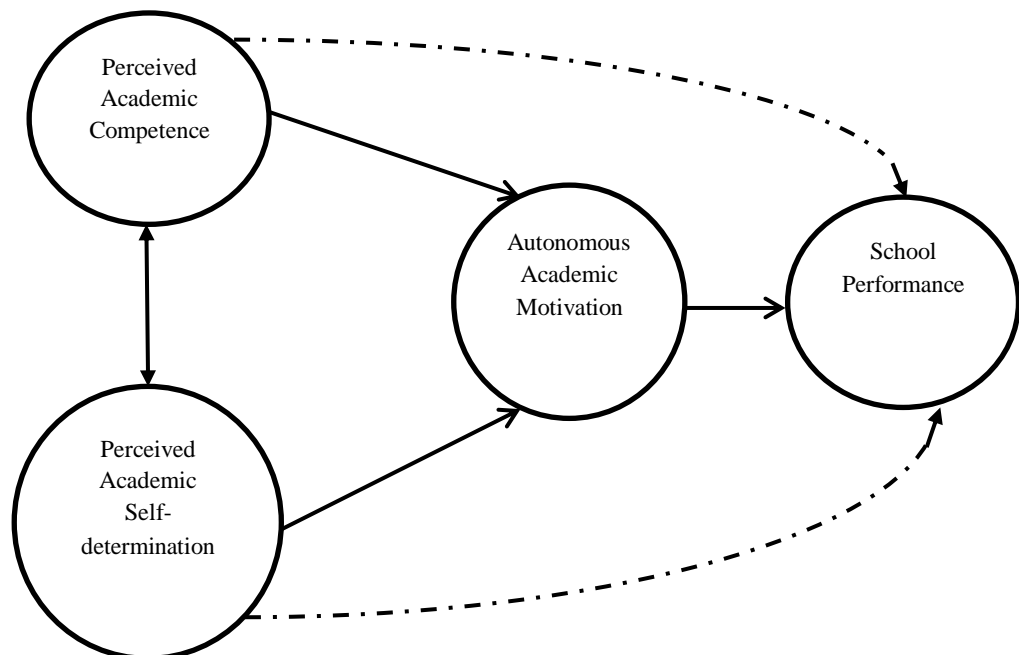 Perceived
Academic
Competence
Autonomous
Academic
Motivation
School
Performance
Perceived
Academic
Self-
determination